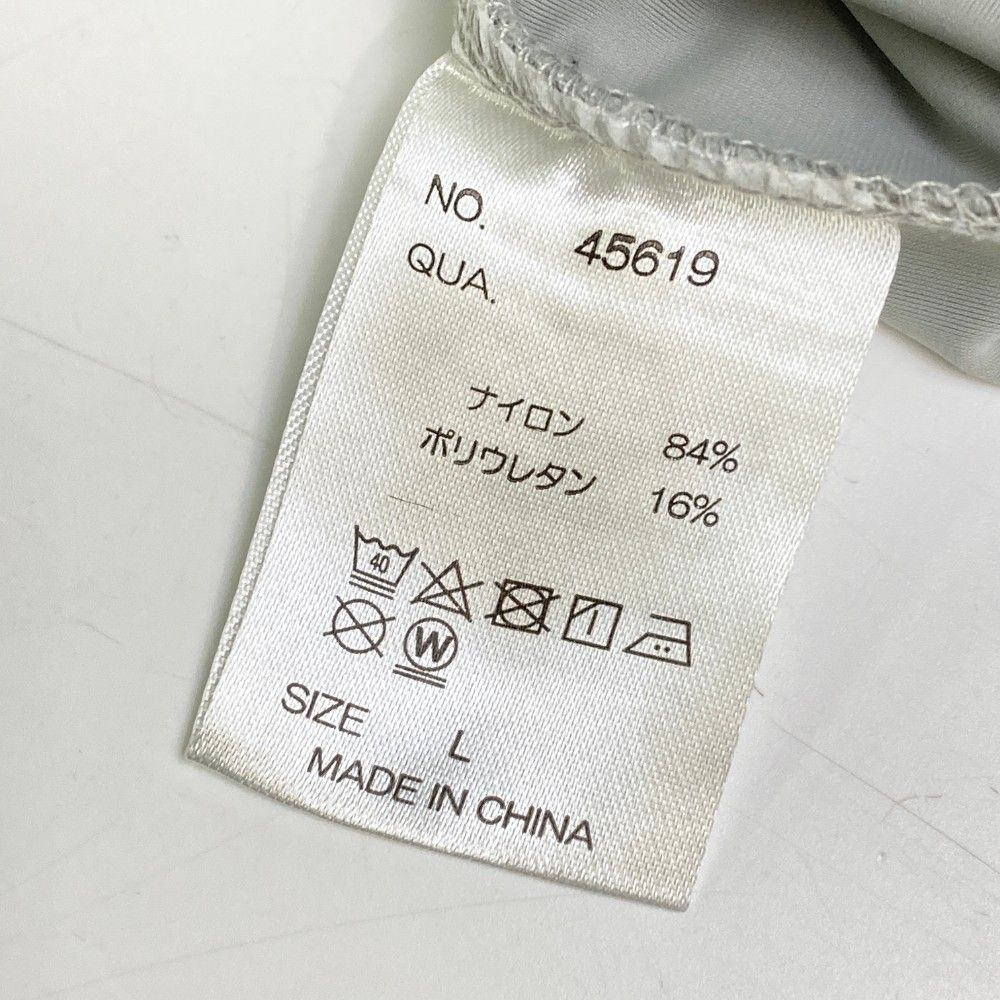 NO. 45619
QUA.
ナイロン 84%
ポリウレタン 16%
40
W
SIZE L
MADE IN CHINA